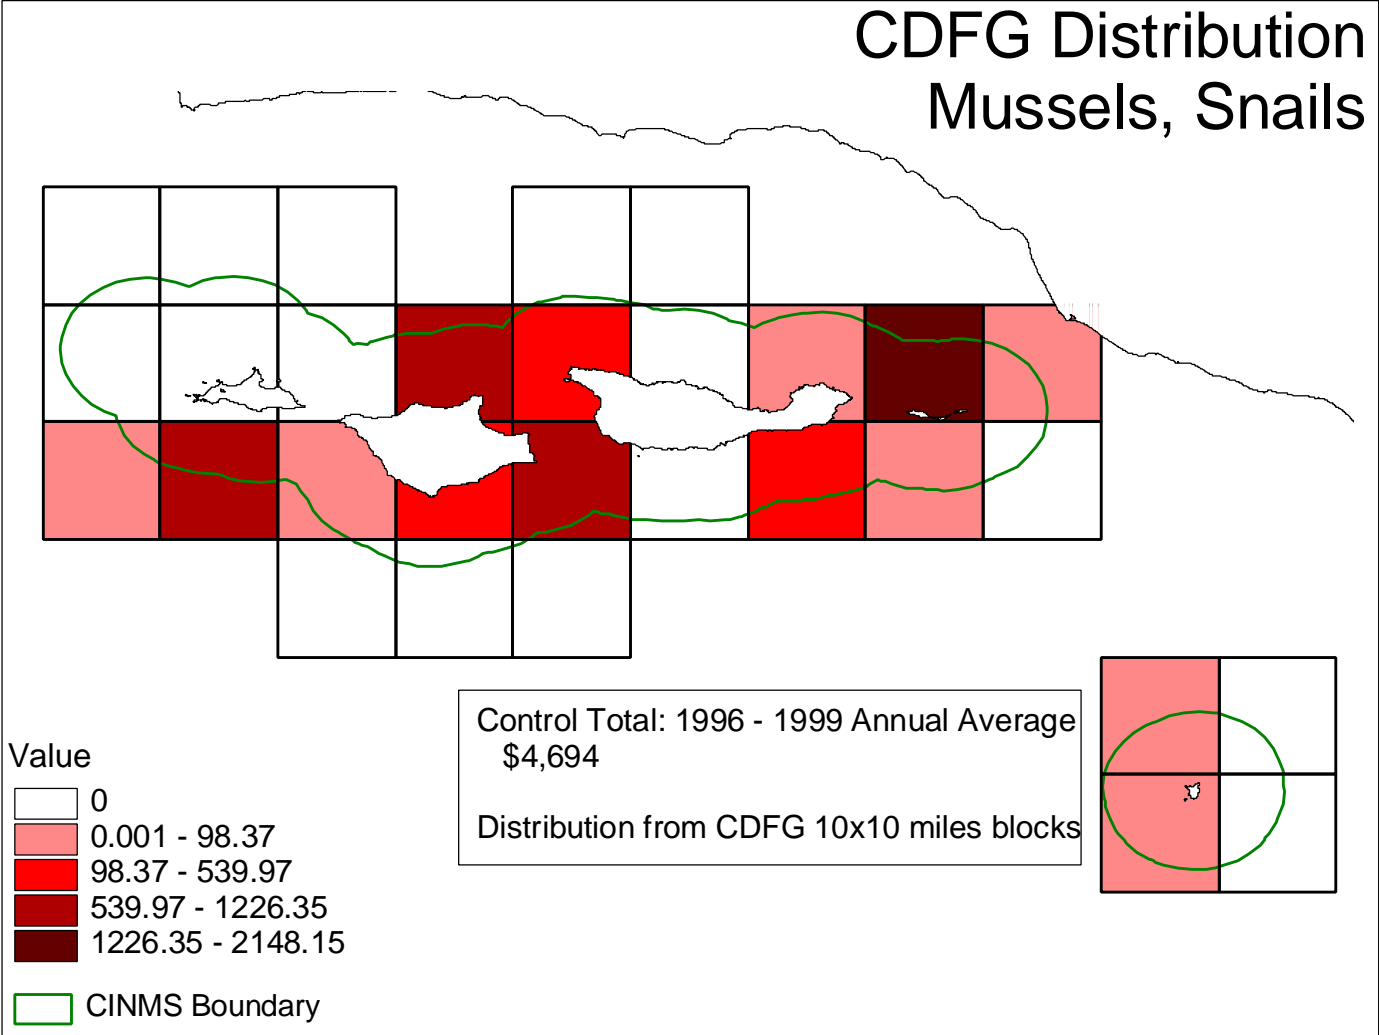 CDFG Distribution
Mussels, Snails
Control Total: 1996 - 1999 Annual Average
$4,694
Distribution from CDFG 10x10 miles blocks
Value
0
0.001 - 98.37
98.37 - 539.97
539.97 - 1226.35
1226.35 - 2148.15
CINMS Boundary